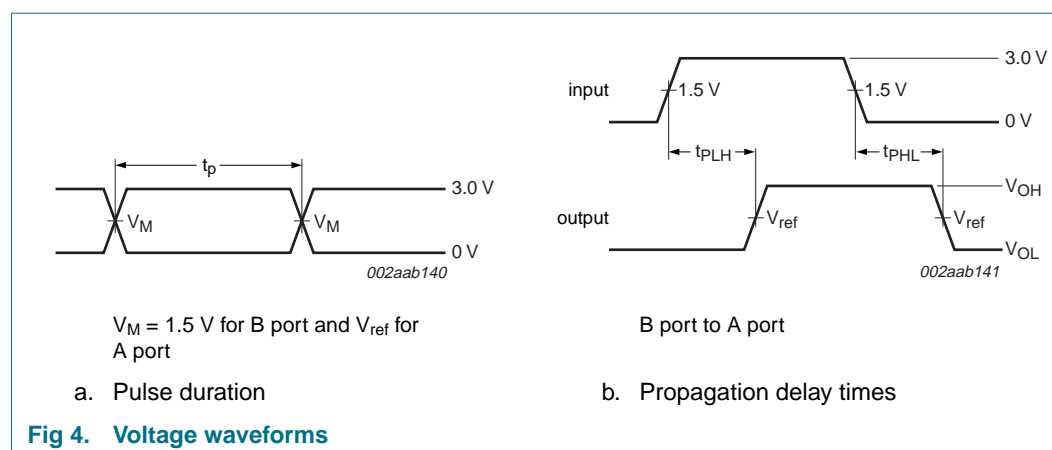 tp
3.0 V
VM
VM
0 V
002aab140
VM = 1.5 V for B port and Vref for
A port
a. Pulse duration
3.0 V
input
1.5 V
1.5 V
0 V
tPLH
tPHL
VOH
output
Vref
Vref
VOL
002aab141
B port to A port
b. Propagation delay times
Fig 4. Voltage waveforms